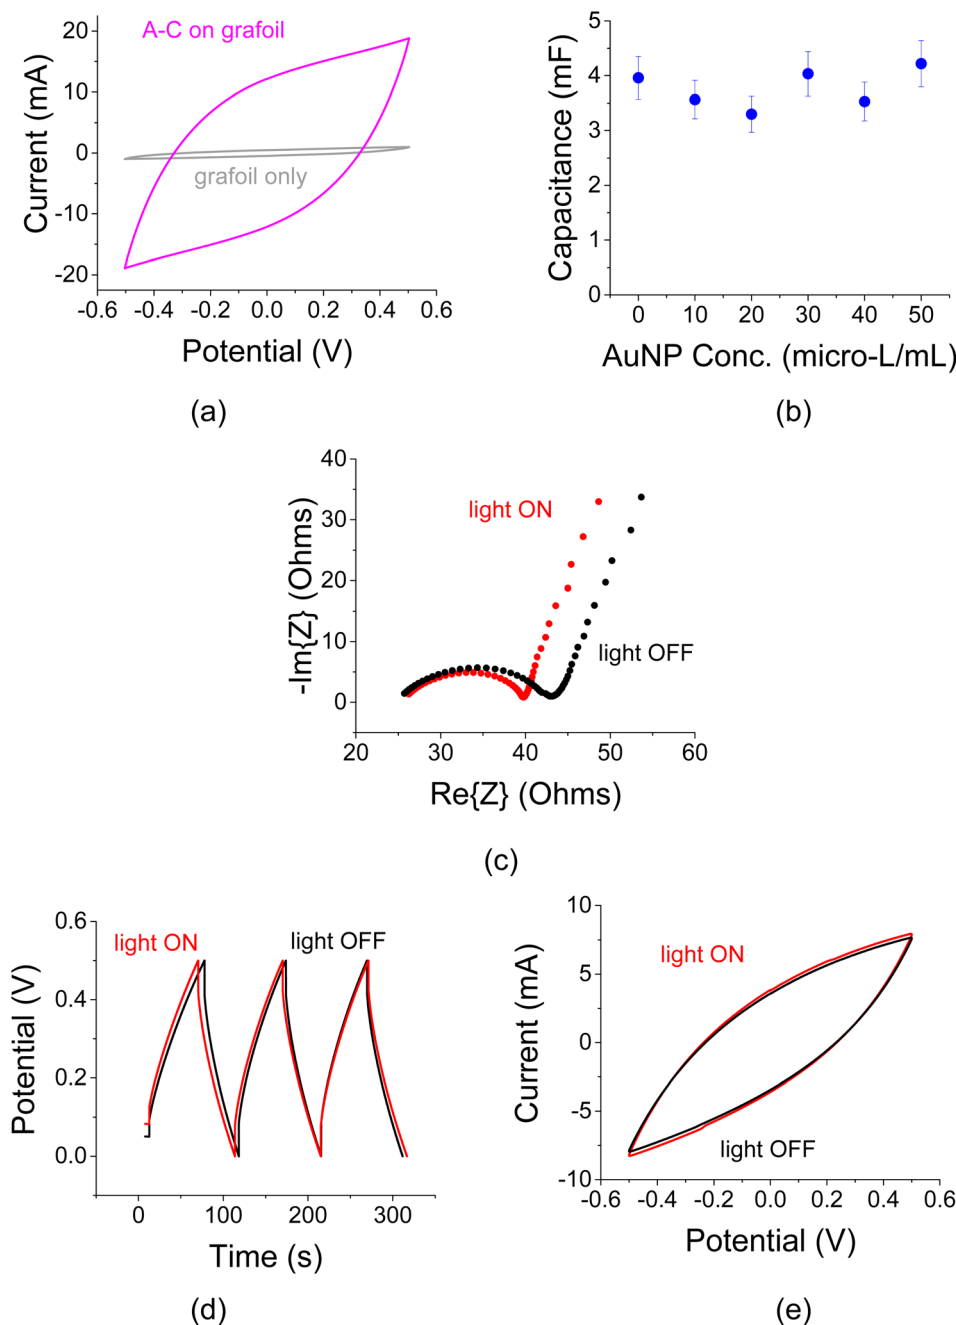 A-C on grafoil
grafoil only
Current (mA)
20
10
0
-10
-20
-0.6 -0.4 -0.2 0.0 0.2 0.4 0.6
Potential (V)
(a)
Capacitance (mF)
5
4
3
2
1
0
0 10 20 30 40 50
AuNP Conc. (micro-L/mL)
(b)
light ON
light OFF
-Im{Z} (Ohms)
40
30
20
10
0
20 30 40 50 60
Re{Z} (Ohms)
(c)
light ON light OFF
Potential (V)
0.6
0.4
0.2
0.0
0 100 200 300
Time (s)
(d)
light ON
light OFF
Current (mA)
10
5
0
-5
-10
-0.6 -0.4 -0.2 0.0 0.2 0.4 0.6
Potential (V)
(e)